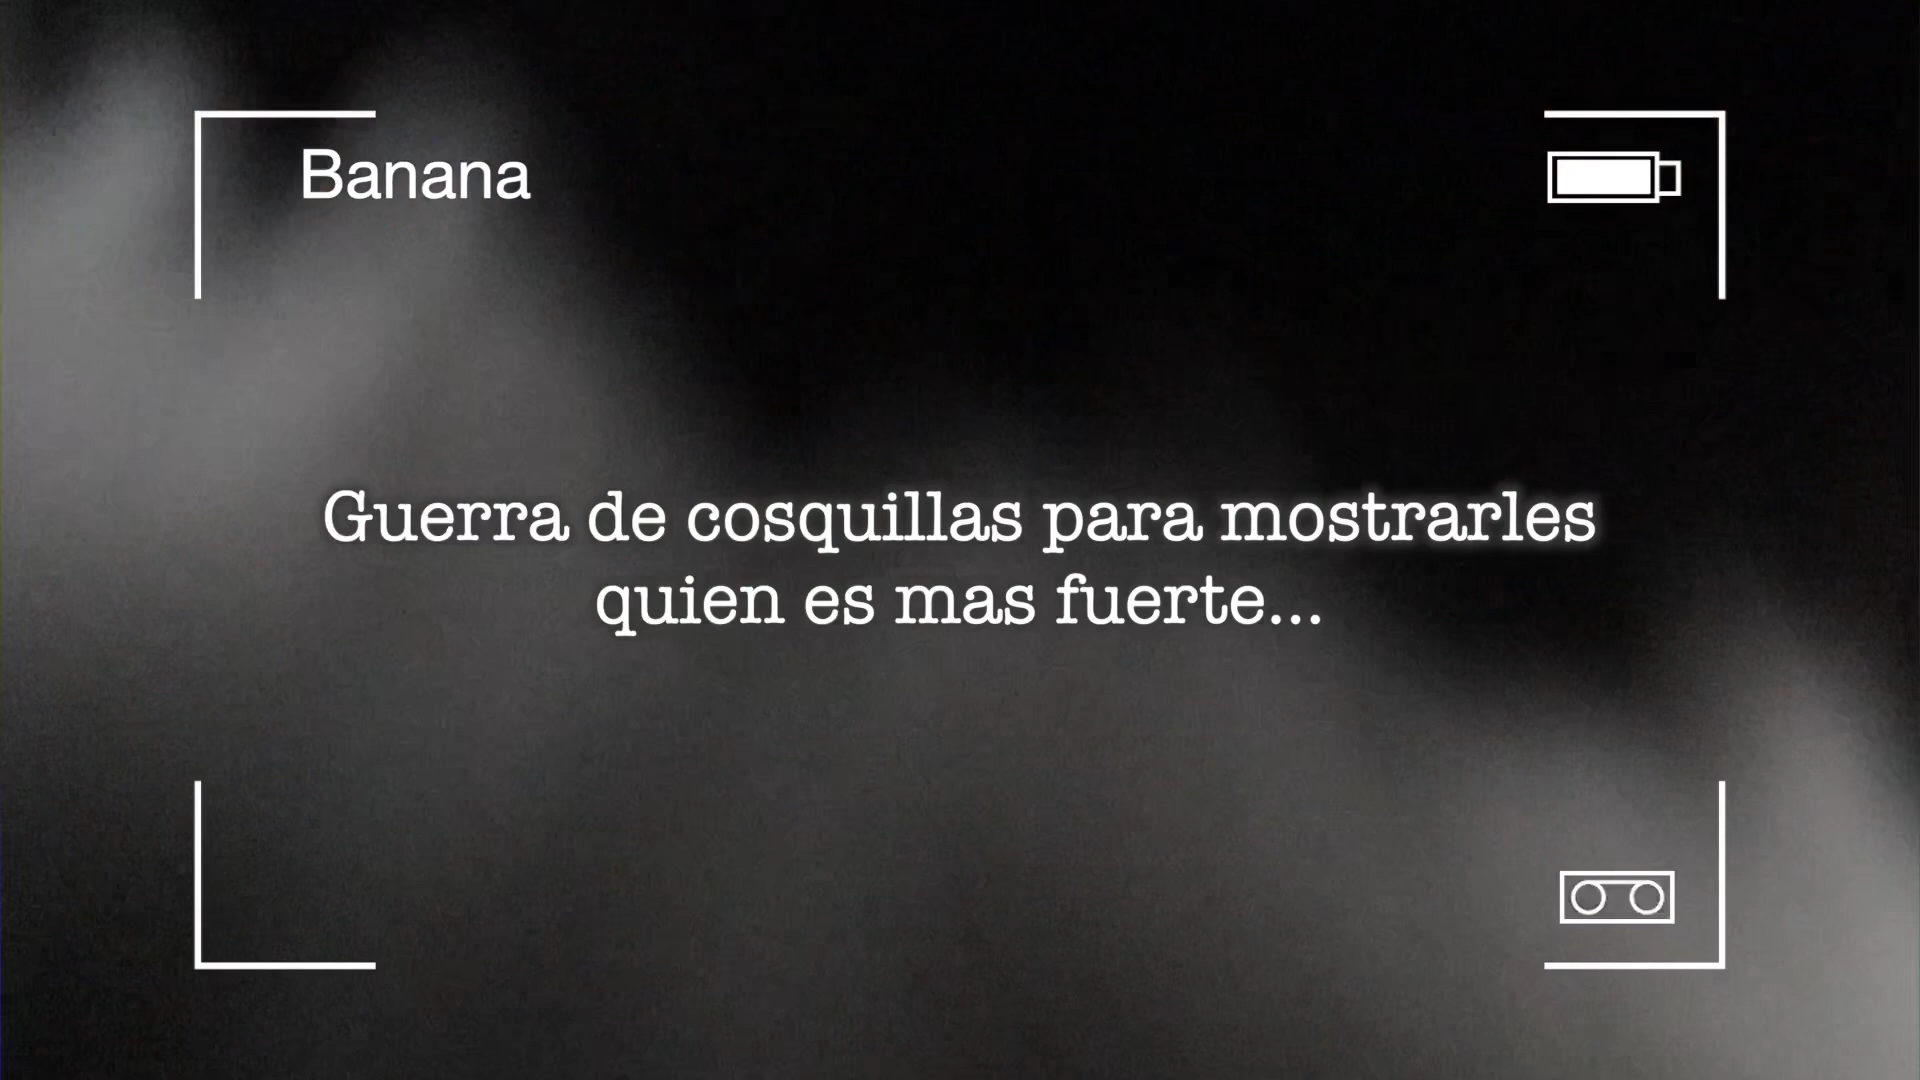 Banana
Guerra de cosquillas para mostrarles
quien es mas fuerte...